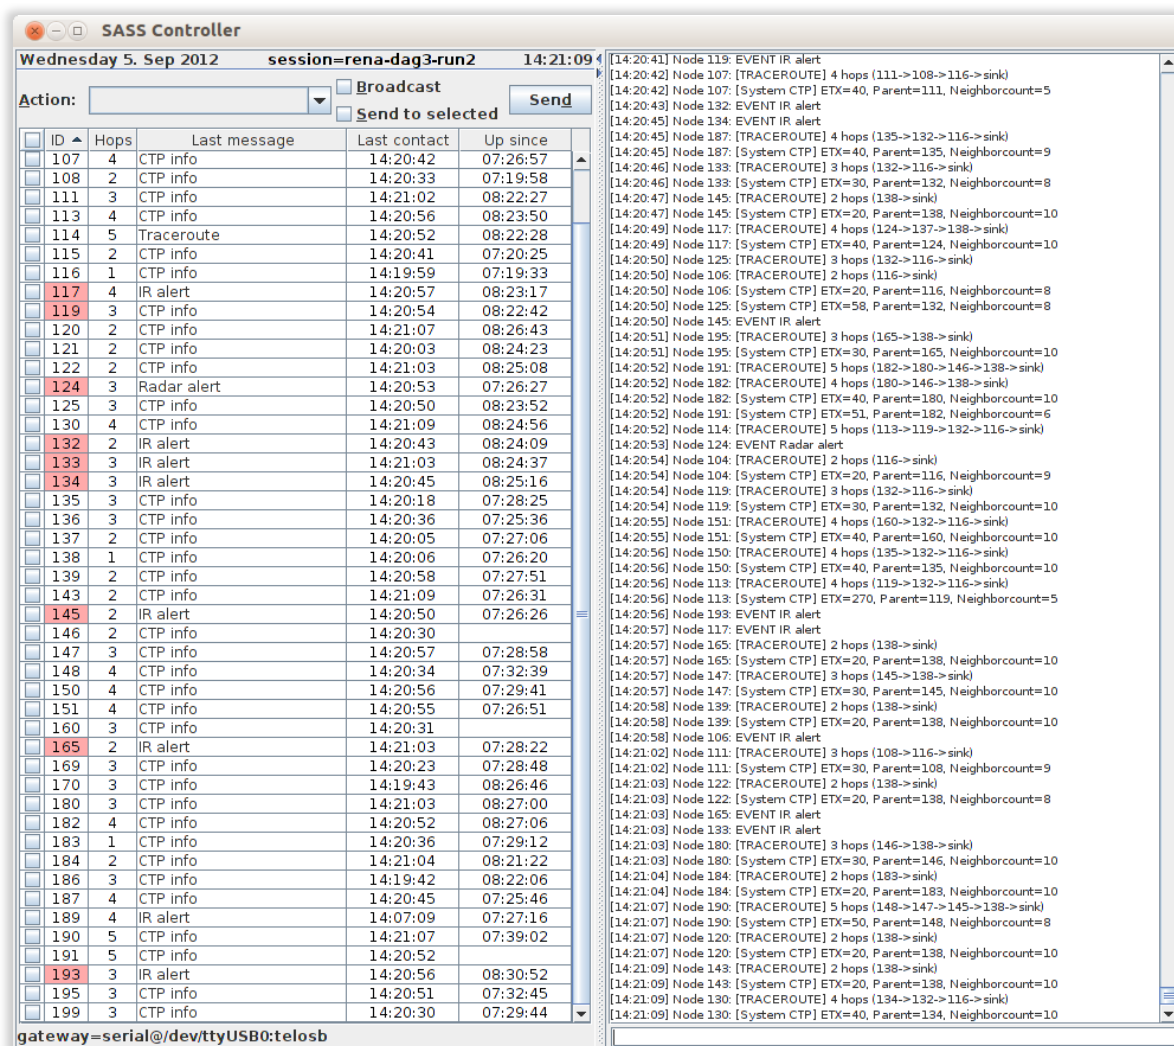 SASS Controller
Wednesday 5. Sep 2012 session=rena-dag3-run2 14:21:09
Action: Broadcast Send to selected Send
ID Hops Last message Last contact Up since
107 4 CTP info 14:20:42 07:26:57
108 2 CTP info 14:20:33 07:19:58
111 3 CTP info 14:21:02 08:22:27
113 4 CTP info 14:20:56 08:23:50
114 5 Traceroute 14:20:52 08:22:28
115 2 CTP info 14:20:41 07:20:25
116 1 CTP info 14:19:59 07:19:33
117 4 IR alert 14:20:57 08:23:17
119 3 CTP info 14:20:54 08:22:42
120 2 CTP info 14:21:07 08:26:43
121 2 CTP info 14:20:03 08:24:23
122 2 CTP info 14:21:03 08:25:08
124 3 Radar alert 14:20:53 07:26:27
125 3 CTP info 14:20:50 08:23:52
130 4 CTP info 14:21:09 08:24:56
132 2 IR alert 14:20:43 08:24:09
133 3 IR alert 14:21:03 08:24:37
134 3 IR alert 14:20:45 08:25:16
135 3 CTP info 14:20:18 07:28:25
136 3 CTP info 14:20:36 07:25:36
137 2 CTP info 14:20:05 07:27:06
138 1 CTP info 14:20:06 07:26:20
139 2 CTP info 14:20:58 07:27:51
143 2 CTP info 14:21:09 07:26:31
145 2 IR alert 14:20:50 07:26:26
146 2 CTP info 14:20:30
147 3 CTP info 14:20:57 07:28:58
148 4 CTP info 14:20:34 07:32:39
150 4 CTP info 14:20:56 07:29:41
151 4 CTP info 14:20:55 07:26:51
160 3 CTP info 14:20:31
165 2 IR alert 14:21:03 07:28:22
169 3 CTP info 14:20:23 07:28:48
170 3 CTP info 14:19:43 08:26:46
180 3 CTP info 14:21:03 08:27:00
182 4 CTP info 14:20:52 08:27:06
183 1 CTP info 14:20:36 07:29:12
184 2 CTP info 14:21:04 08:21:22
186 3 CTP info 14:19:42 08:22:06
187 4 CTP info 14:20:45 07:25:46
189 4 IR alert 14:07:09 07:27:16
190 5 CTP info 14:21:07 07:39:02
191 5 CTP info 14:20:52
193 3 IR alert 14:20:56 08:30:52
195 3 CTP info 14:20:51 07:32:45
199 3 CTP info 14:20:30 07:29:44
gateway=serial@/dev/ttyUSB0:telosb
[14:20:41] Node 119: EVENT IR alert
[14:20:42] Node 107: [TRACEROUTE] 4 hops (111->108->116->sink)
[14:20:42] Node 107: [System CTP] ETX=40, Parent=111, Neighborcount=5
[14:20:43] Node 132: EVENT IR alert
[14:20:45] Node 134: EVENT IR alert
[14:20:45] Node 187: [TRACEROUTE] 4 hops (135->132->116->sink)
[14:20:45] Node 187: [System CTP] ETX=40, Parent=135, Neighborcount=9
[14:20:46] Node 133: [TRACEROUTE] 3 hops (132->116->sink)
[14:20:46] Node 133: [System CTP] ETX=30, Parent=132, Neighborcount=8
[14:20:47] Node 145: [TRACEROUTE] 2 hops (138->sink)
[14:20:47] Node 145: [System CTP] ETX=20, Parent=138, Neighborcount=10
[14:20:49] Node 117: [TRACEROUTE] 4 hops (124->137->138->sink)
[14:20:49] Node 117: [System CTP] ETX=40, Parent=124, Neighborcount=10
[14:20:50] Node 125: [TRACEROUTE] 3 hops (132->116->sink)
[14:20:50] Node 106: [TRACEROUTE] 2 hops (116->sink)
[14:20:50] Node 106: [System CTP] ETX=20, Parent=116, Neighborcount=8
[14:20:50] Node 125: [System CTP] ETX=58, Parent=132, Neighborcount=8
[14:20:50] Node 145: EVENT IR alert
[14:20:51] Node 195: [TRACEROUTE] 3 hops (165->138->sink)
[14:20:51] Node 195: [System CTP] ETX=30, Parent=165, Neighborcount=10
[14:20:52] Node 191: [TRACEROUTE] 5 hops (182->180->146->138->sink)
[14:20:52] Node 182: [TRACEROUTE] 4 hops (180->146->138->sink)
[14:20:52] Node 182: [System CTP] ETX=40, Parent=180, Neighborcount=10
[14:20:52] Node 191: [System CTP] ETX=51, Parent=182, Neighborcount=6
[14:20:52] Node 114: [TRACEROUTE] 5 hops (113->119->132->116->sink)
[14:20:53] Node 124: EVENT Radar alert
[14:20:54] Node 104: [TRACEROUTE] 2 hops (116->sink)
[14:20:54] Node 104: [System CTP] ETX=20, Parent=116, Neighborcount=9
[14:20:54] Node 119: [TRACEROUTE] 3 hops (132->116->sink)
[14:20:54] Node 119: [System CTP] ETX=30, Parent=132, Neighborcount=10
[14:20:55] Node 151: [TRACEROUTE] 4 hops (160->132->116->sink)
[14:20:55] Node 151: [System CTP] ETX=40, Parent=160, Neighborcount=10
[14:20:56] Node 150: [TRACEROUTE] 4 hops (135->132->116->sink)
[14:20:56] Node 150: [System CTP] ETX=40, Parent=135, Neighborcount=10
[14:20:56] Node 113: [TRACEROUTE] 4 hops (119->132->116->sink)
[14:20:56] Node 113: [System CTP] ETX=270, Parent=119, Neighborcount=5
[14:20:56] Node 193: EVENT IR alert
[14:20:57] Node 117: EVENT IR alert
[14:20:57] Node 165: [TRACEROUTE] 2 hops (138->sink)
[14:20:57] Node 165: [System CTP] ETX=20, Parent=138, Neighborcount=10
[14:20:57] Node 147: [TRACEROUTE] 3 hops (145->138->sink)
[14:20:57] Node 147: [System CTP] ETX=30, Parent=145, Neighborcount=10
[14:20:58] Node 139: [TRACEROUTE] 2 hops (138->sink)
[14:20:58] Node 139: [System CTP] ETX=20, Parent=138, Neighborcount=10
[14:20:58] Node 106: EVENT IR alert
[14:21:02] Node 111: [TRACEROUTE] 3 hops (108->116->sink)
[14:21:02] Node 111: [System CTP] ETX=30, Parent=108, Neighborcount=9
[14:21:03] Node 122: [TRACEROUTE] 2 hops (138->sink)
[14:21:03] Node 122: [System CTP] ETX=20, Parent=138, Neighborcount=8
[14:21:03] Node 165: EVENT IR alert
[14:21:03] Node 133: EVENT IR alert
[14:21:03] Node 180: [TRACEROUTE] 3 hops (146->138->sink)
[14:21:03] Node 180: [System CTP] ETX=30, Parent=146, Neighborcount=10
[14:21:04] Node 184: [TRACEROUTE] 2 hops (183->sink)
[14:21:04] Node 184: [System CTP] ETX=20, Parent=183, Neighborcount=10
[14:21:07] Node 190: [TRACEROUTE] 5 hops (148->147->145->138->sink)
[14:21:07] Node 190: [System CTP] ETX=50, Parent=148, Neighborcount=8
[14:21:07] Node 120: [TRACEROUTE] 2 hops (138->sink)
[14:21:07] Node 120: [System CTP] ETX=20, Parent=138, Neighborcount=10
[14:21:09] Node 143: [TRACEROUTE] 2 hops (138->sink)
[14:21:09] Node 143: [System CTP] ETX=20, Parent=138, Neighborcount=10
[14:21:09] Node 130: [TRACEROUTE] 4 hops (134->132->116->sink)
[14:21:09] Node 130: [System CTP] ETX=40, Parent=134, Neighborcount=10